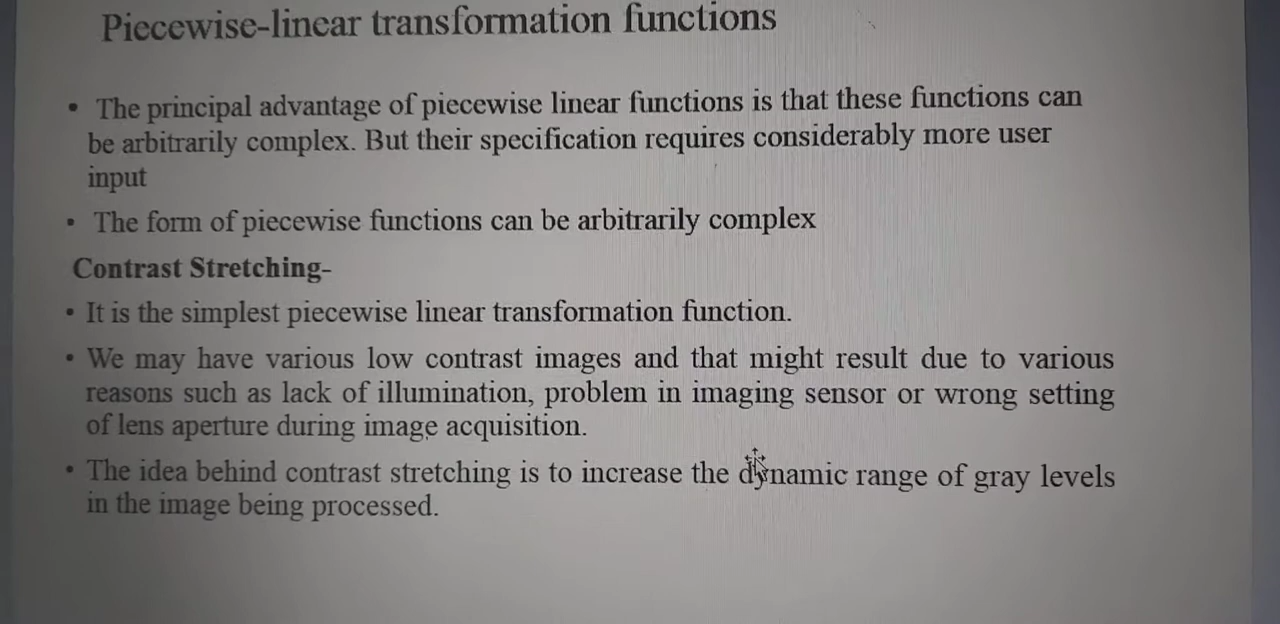 Piecewise-linear transformation functions
• The principal advantage of piecewise linear functions is that these functions can
be arbitrarily complex. But their specification requires considerably more user
input
• The form of piecewise functions can be arbitrarily complex
Contrast Stretching-
• It is the simplest piecewise linear transformation function.
• We may have various low contrast images and that might result due to various
reasons such as lack of illumination, problem in imaging sensor or wrong setting
of lens aperture during image acquisition.
• The idea behind contrast stretching is to increase the dynamic range of gray levels
in the image being processed.